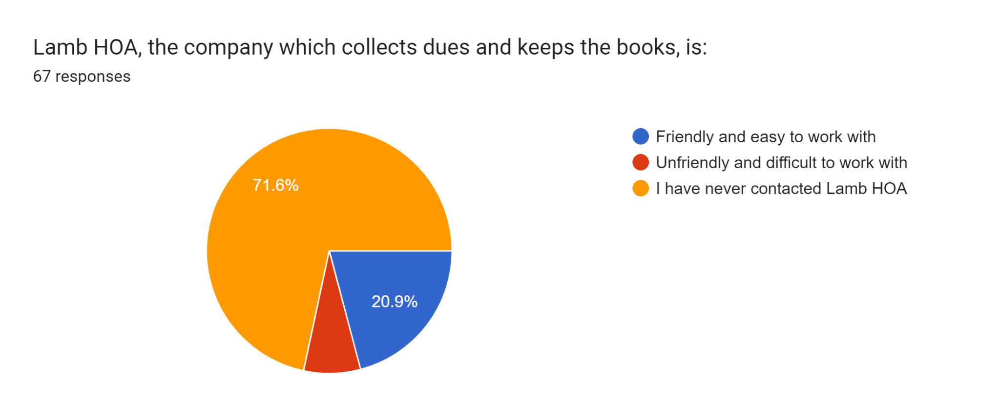 Lamb HOA, the company which collects dues and keeps the books, is:
67 responses
71.6%
20.9%
Friendly and easy to work with
Unfriendly and difficult to work with
I have never contacted Lamb HOA